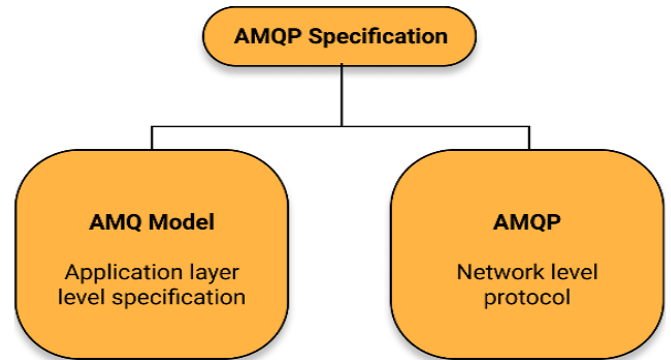 AMQP Specification
AMQ Model
Application layer
level specification
AMQP
Network level
protocol